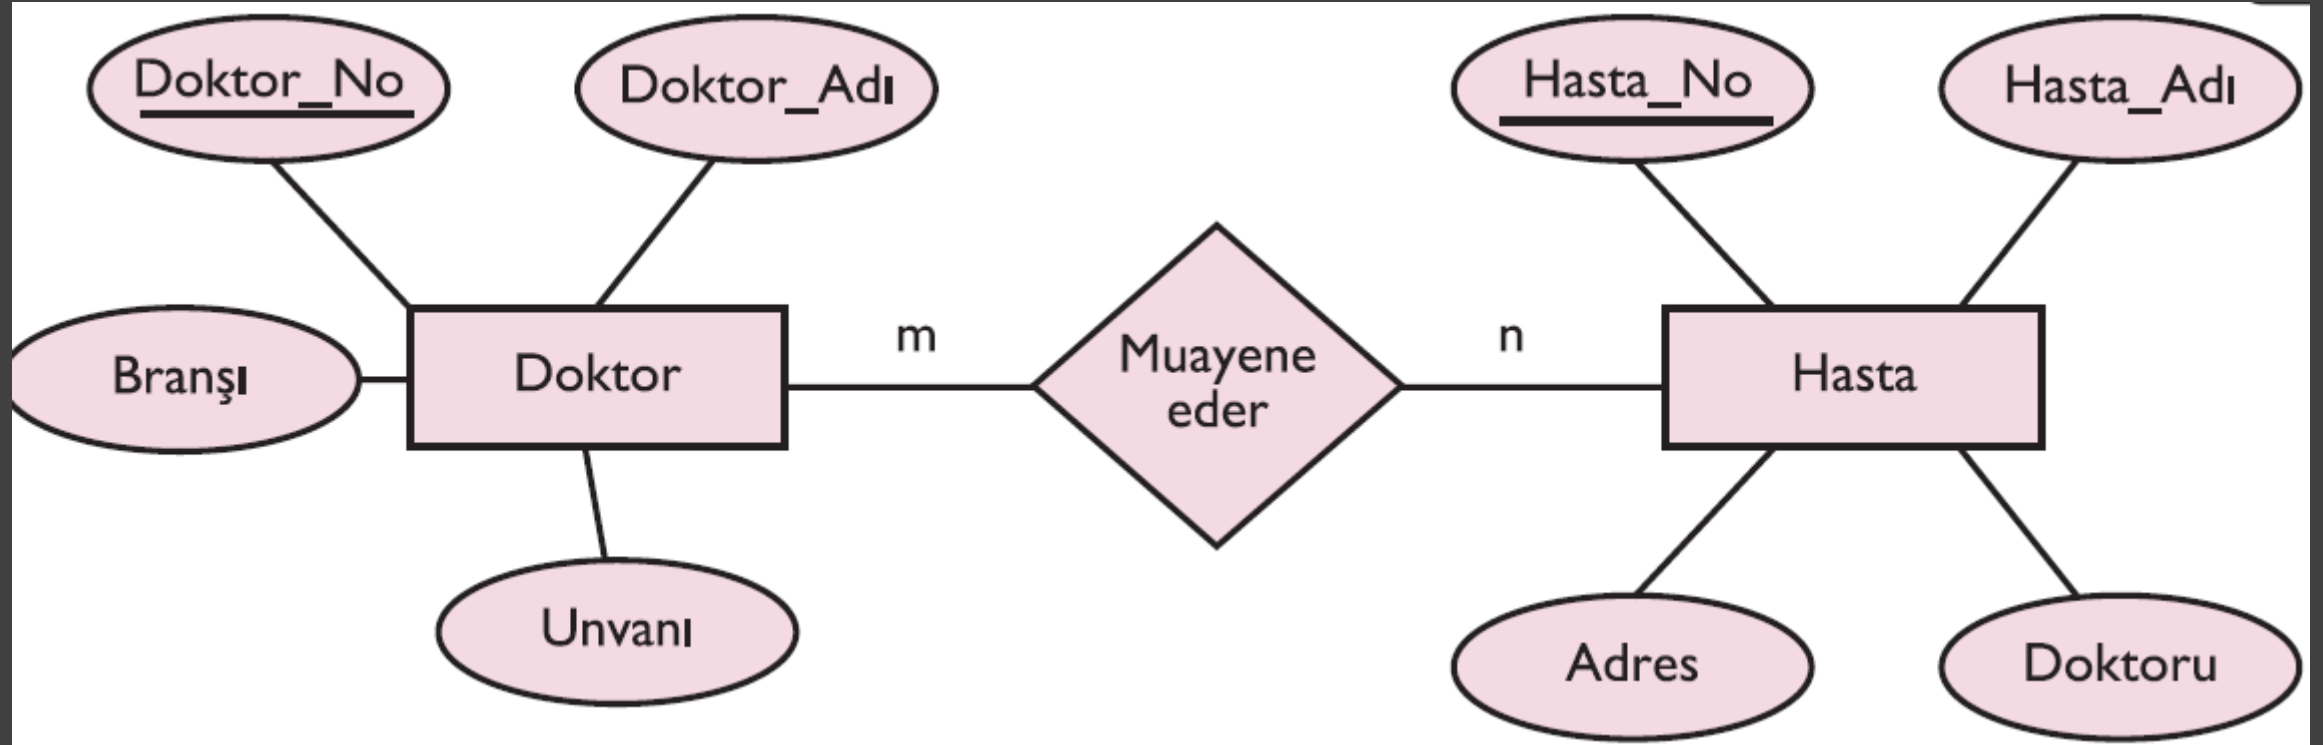 Doktor_No
Doktor_Adı
Hasta_No
Hasta_Adı
Branşı
Doktor
m
Muayene
eder
n
Hasta
Unvanı
Adres
Doktoru